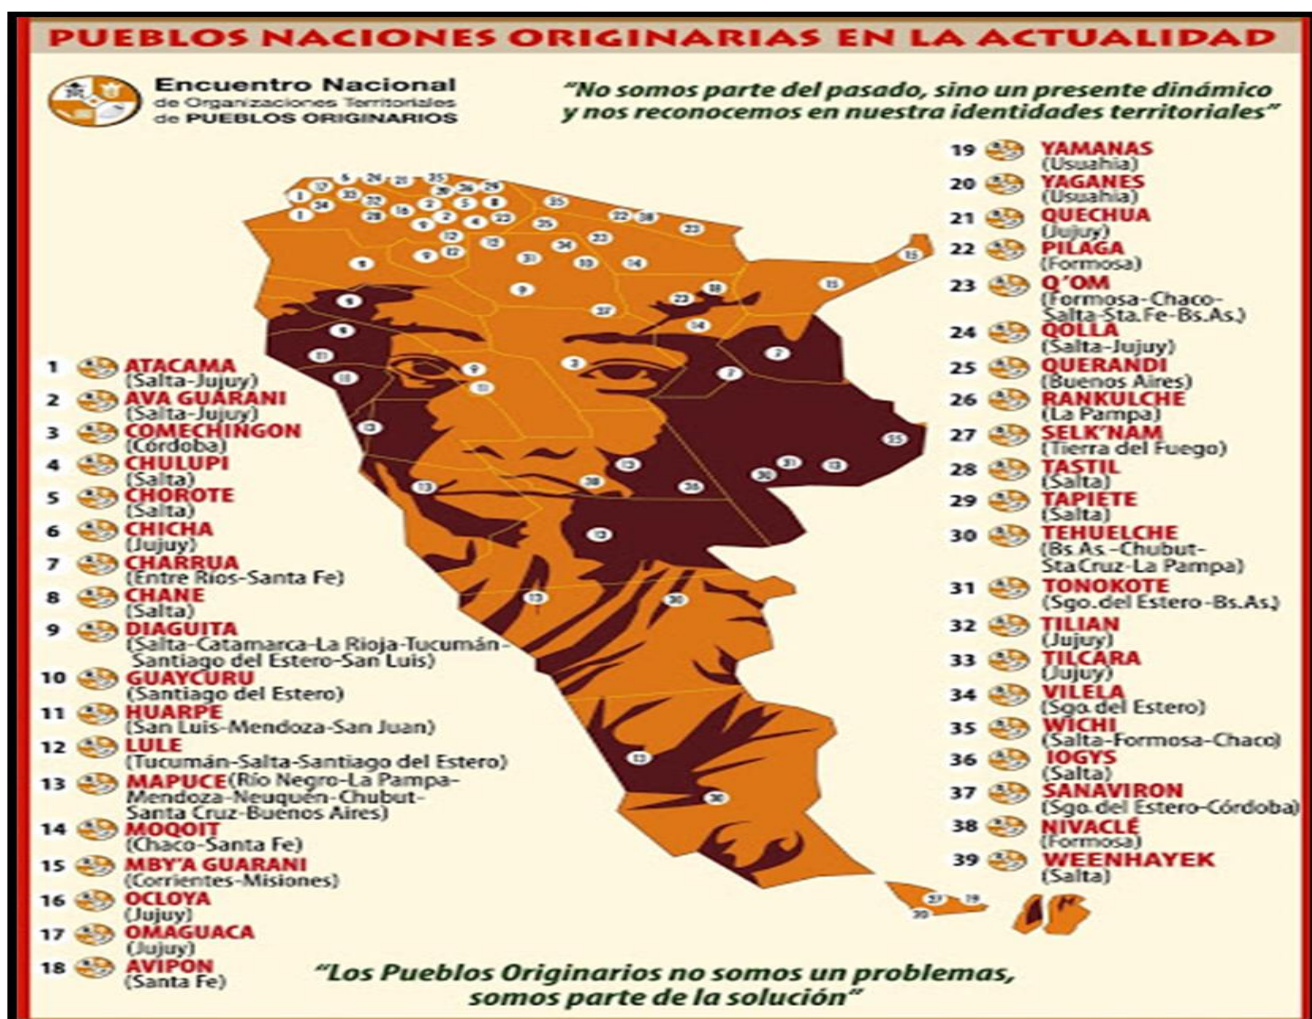 PUEBLOS NACIONES ORIGINARIAS EN LA ACTUALIDAD
Encuentro Nacional
de Organizaciones Territoriales
de PUEBLOS ORIGINARIOS
“No somos parte del pasado, sino un presente dinámico
y nos reconocemos en nuestra identidades territoriales”
1 ATACAMA
(Salta-Jujuy)
2 AVA GUARANI
(Salta-Jujuy)
3 COMECHINGON
(Córdoba)
4 CHULUPI
(Salta)
5 CHOROTE
(Salta)
6 CHICHA
(Jujuy)
7 CHARRUA
(Entre Ríos-Santa Fe)
8 CHANE
(Salta)
9 DIAGUITA
(Salta-Catamarca-La Rioja-Tucumán-
Santiago del Estero-San Luis)
10 GUAYCURU
(Santiago del Estero)
11 HUARPE
(San Luis-Mendoza-San Juan)
12 LULE
(Tucumán-Salta-Santiago del Estero)
13 MAPUCE (Río Negro-La Pampa-
Mendoza-Neuquén-Chubut-
Santa Cruz-Buenos Aires)
14 MOQOIT
(Chaco-Santa Fe)
15 MBY'A GUARANI
(Corrientes-Misiones)
16 OCLOYA
(Jujuy)
17 OMAGUACA
(Jujuy)
18 AVIPON
(Santa Fe)
19 YAMANAS
(Usuahia)
20 YAGANES
(Usuahia)
21 QUECHUA
(Jujuy)
22 PILAGA
(Formosa)
23 Q'OM
(Formosa-Chaco-
Salta-Sta.Fe-Bs.As.)
24 QOLLA
(Salta-Jujuy)
25 QUERANDI
(Buenos Aires)
26 RANKULCHE
(La Pampa)
27 SELK'NAM
(Tierra del Fuego)
28 TASTIL
(Salta)
29 TAPIETE
(Salta)
30 TEHUELCHE
(Bs.As.-Chubut-
Sta.Cruz-La Pampa)
31 TONOKOTE
(Sgo.del Estero-Bs.As.)
32 TILIAN
(Jujuy)
33 TILCARA
(Jujuy)
34 VILELA
(Sgo.del Estero)
35 WICHI
(Salta-Formosa-Chaco)
36 IOGYS
(Salta)
37 SANAVIRON
(Sgo.del Estero-Córdoba)
38 NIVACLÉ
(Formosa)
39 WEENHAYEK
(Salta)
“Los Pueblos Originarios no somos un problemas,
somos parte de la solución”